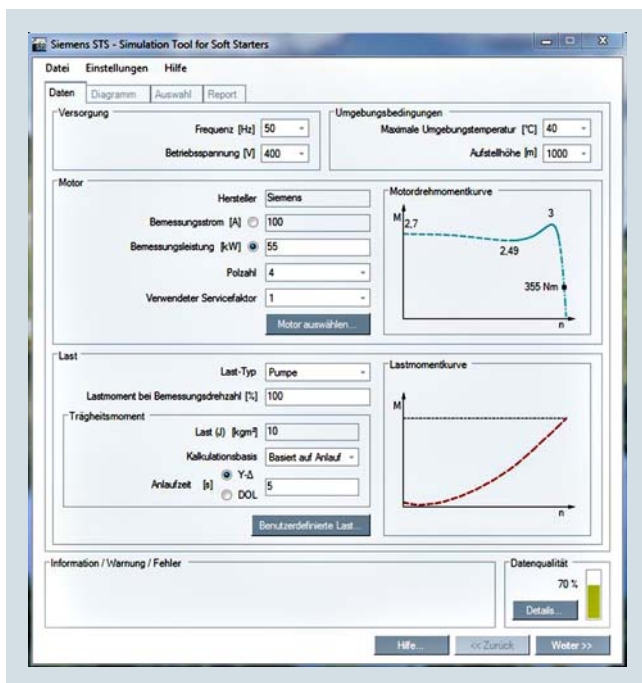 Siemens STS - Simulation Tool for Soft Starters
Datei Einstellungen Hilfe
Daten Diagramm Auswahl Report
Versorgung
Frequenz [Hz] 50
Betriebsspannung [V] 400
Umgebungsbedingungen
Maximale Umgebungstemperatur [°C] 40
Aufstellhöhe [m] 1000
Motor
Hersteller Siemens
Bemessungsstrom [A] 100
Bemessungsleistung [kW] 55
Polzahl 4
Verwendeter Servicefaktor 1
Motor auswählen...
Motordrehmomentkurve
M
2,7
3
2,49
355 Nm
n
Last
Last-Typ Pumpe
Lastmoment bei Bemessungsdrehzahl [%] 100
Trägheitsmoment
Last (J) [kgm²] 10
Kalkulationsbasis Basiert auf Anlauf
Anlaufzeit [s] Y-Δ 5
DOL
Benutzerdefinierte Last...
Lastmomentkurve
M
n
Information / Warnung / Fehler
Datenqualität
70 %
Details...
Hilfe... << Zurück Weiter >>